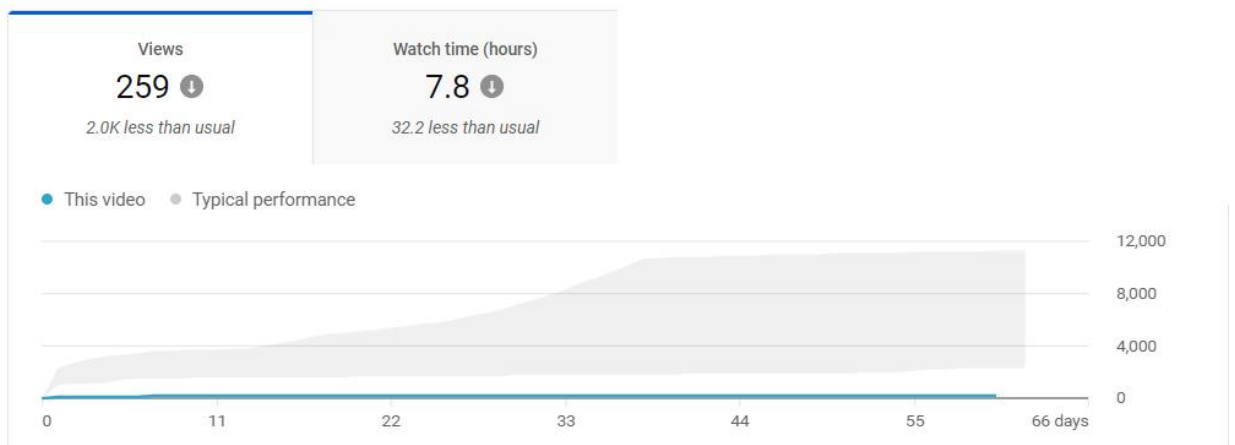 Views
259
2.0K less than usual
Watch time (hours)
7.8
32.2 less than usual
This video
Typical performance
12,000
8,000
4,000
0
0 11 22 33 44 55 66 days